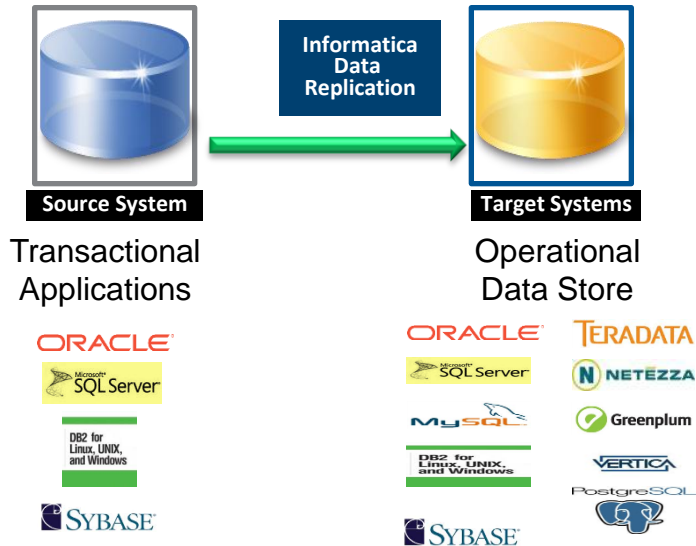 Informatica
Data
Replication
Source System
Target Systems
Transactional
Applications
Operational
Data Store
ORACLE
Microsoft
SQL Server
DB2 for
Linux, UNIX,
and Windows
SYBASE
ORACLE
Microsoft
SQL Server
MySQL
DB2 for
Linux, UNIX,
and Windows
SYBASE
TERADATA
N NETEZZA
Greenplum
VERTICA
PostgreSQL